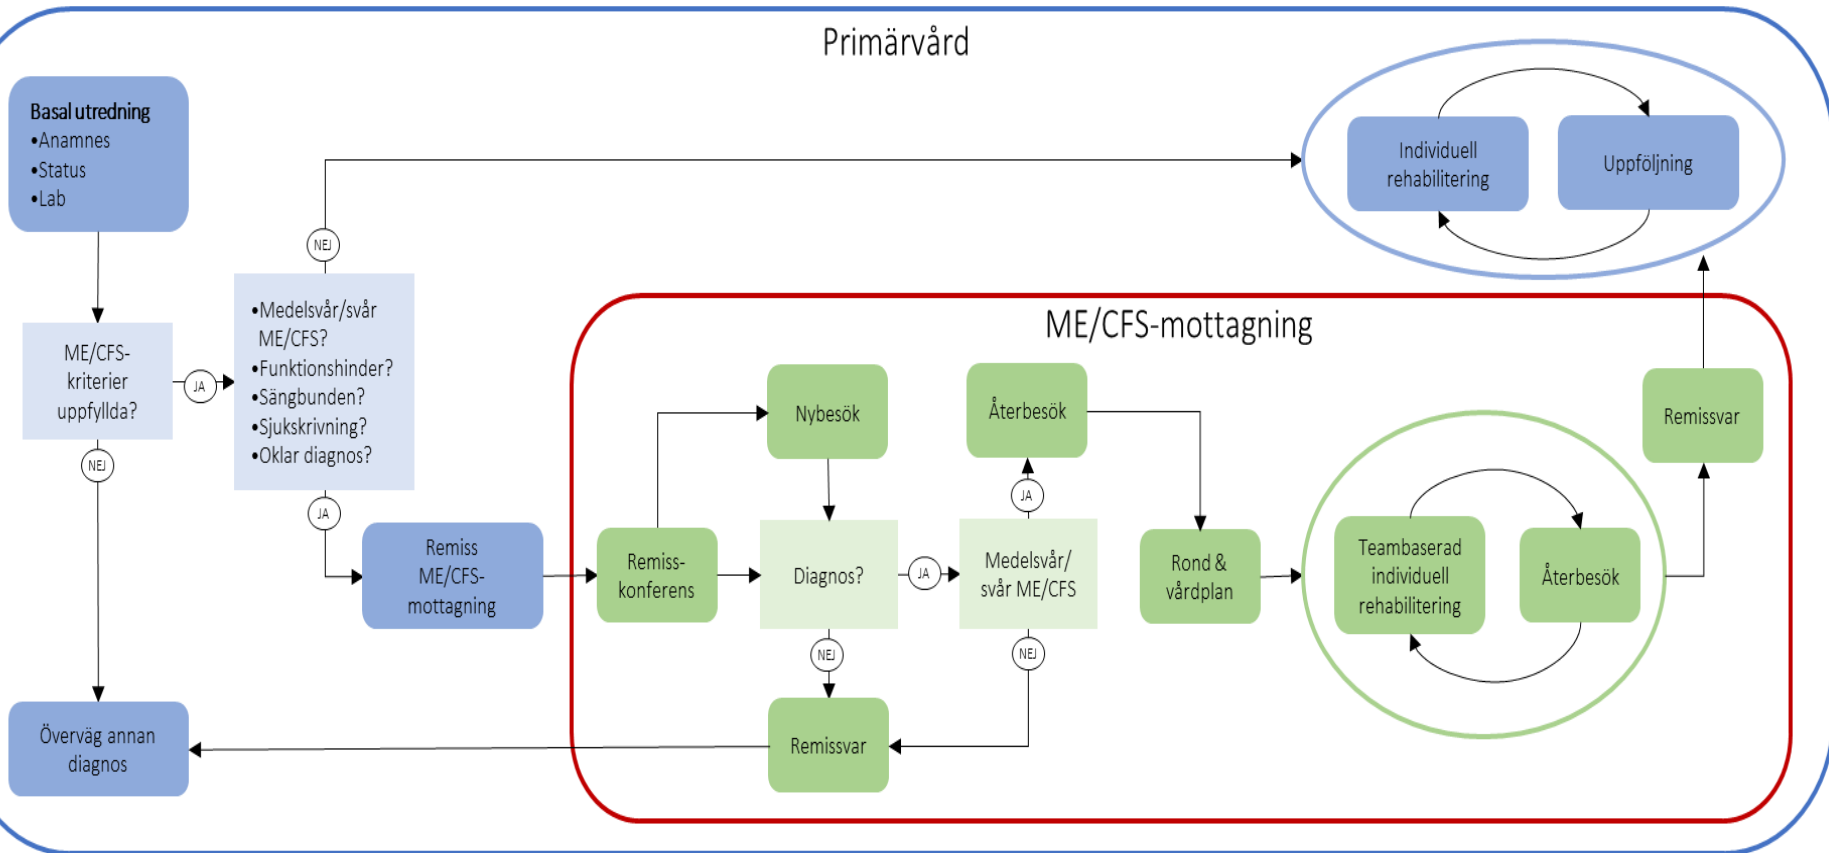 Primärvård
Basal utredning
•Anamnes
•Status
•Lab
Individuell
rehabilitering
Uppföljning
NEJ
•Medelsvår/svår
ME/CFS?
•Funktionshinder?
•Sängbunden?
•Sjukskrivning?
•Oklar diagnos?
ME/CFS-
kriterier
uppfyllda?
JA
NEJ
JA
Remiss
ME/CFS-
mottagning
ME/CFS-mottagning
Nybesök
Återbesök
Remissvar
JA
Remiss-
konferens
Diagnos?
JA
Medelsvår/
svår ME/CFS
Rond &
vårdplan
Teambaserad
individuell
rehabilitering
Återbesök
NEJ
NEJ
Remissvar
Överväg annan
diagnos